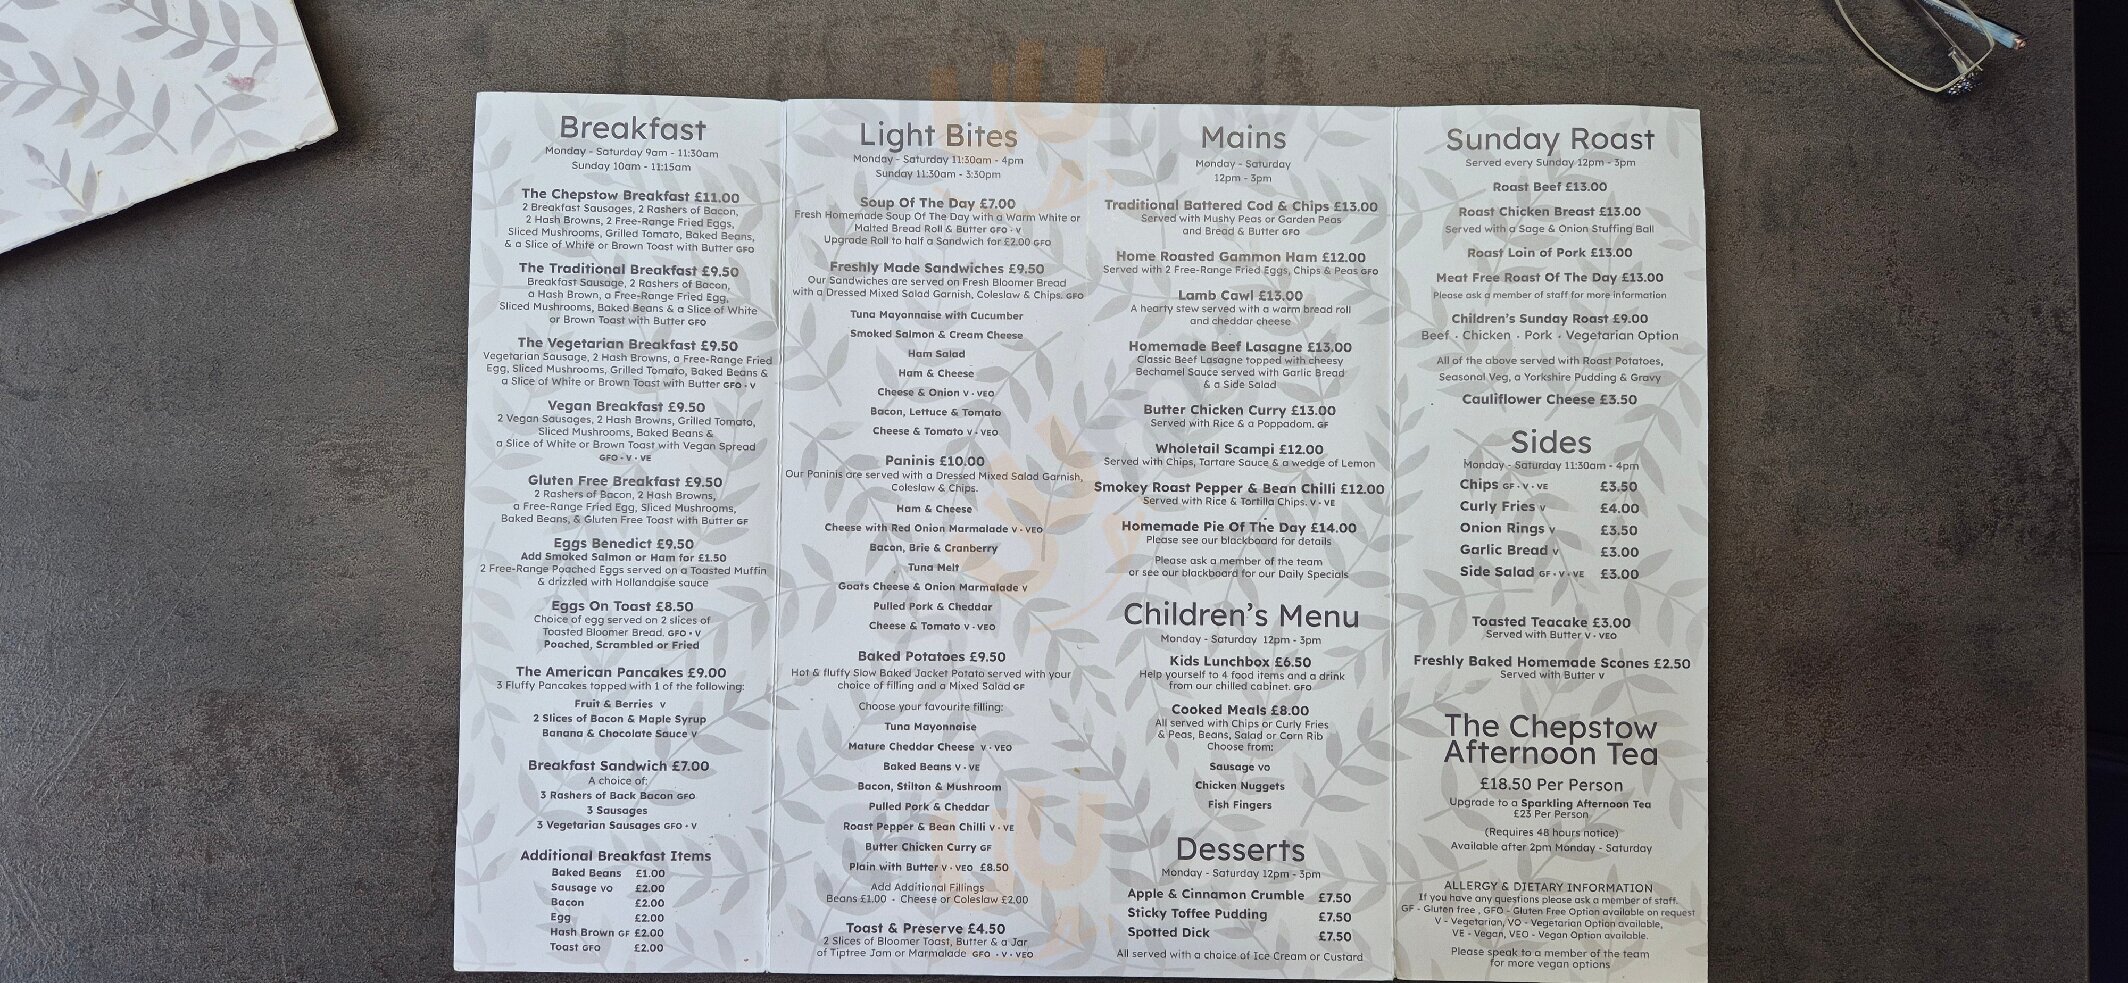 Breakfast
Monday - Saturday 9am - 11:30am
Sunday 10am - 11:15am
The Chepstow Breakfast £11.00
2 Breakfast Sausages, 2 Rashers of Bacon,
2 Hash Browns, 2 Free-Range Fried Eggs,
Sliced Mushrooms, Grilled Tomato, Baked Beans,
& a Slice of White or Brown Toast with Butter GFO
The Traditional Breakfast £9.50
Breakfast Sausage, 2 Rashers of Bacon,
a Hash Brown, a Free-Range Fried Egg,
Sliced Mushrooms, Baked Beans & a Slice of White
or Brown Toast with Butter GFO
The Vegetarian Breakfast £9.50
Vegetarian Sausage, 2 Hash Browns, a Free-Range Fried
Egg, Sliced Mushrooms, Grilled Tomato, Baked Beans &
a Slice of White or Brown Toast with Butter GFO • V
Vegan Breakfast £9.50
2 Vegan Sausages, 2 Hash Browns, Grilled Tomato,
Sliced Mushrooms, Baked Beans &
a Slice of White or Brown Toast with Vegan Spread
GFO • V • VE
Gluten Free Breakfast £9.50
2 Rashers of Bacon, 2 Hash Browns,
a Free-Range Fried Egg, Sliced Mushrooms,
Baked Beans, & Gluten Free Toast with Butter GF
Eggs Benedict £9.50
Add Smoked Salmon or Ham for £1.50
2 Free-Range Poached Eggs served on a Toasted Muffin
& drizzled with Hollandaise sauce
Eggs On Toast £8.50
Choice of egg served on 2 slices of
Toasted Bloomer Bread. GFO • V
Poached, Scrambled or Fried
The American Pancakes £9.00
3 Fluffy Pancakes topped with 1 of the following:
Fruit & Berries V
2 Slices of Bacon & Maple Syrup
Banana & Chocolate Sauce V
Breakfast Sandwich £7.00
A choice of:
3 Rashers of Back Bacon GFO
3 Sausages
3 Vegetarian Sausages GFO • V
Additional Breakfast Items
Baked Beans £1.00
Sausage VO £2.00
Bacon £2.00
Egg £2.00
Hash Brown GF £2.00
Toast GFO £2.00
Light Bites
Monday - Saturday 11:30am - 4pm
Sunday 11:30am - 3:30pm
Soup Of The Day £7.00
Fresh Homemade Soup Of The Day with a Warm White or
Malted Bread Roll & Butter GFO • V
Upgrade Roll to half a Sandwich for £2.00 GFO
Freshly Made Sandwiches £9.50
Our Sandwiches are served on Fresh Bloomer Bread
with a Dressed Mixed Salad Garnish, Coleslaw & Chips. GFO
Tuna Mayonnaise with Cucumber
Smoked Salmon & Cream Cheese
Ham Salad
Ham & Cheese
Cheese & Onion V • VEO
Bacon, Lettuce & Tomato
Cheese & Tomato V • VEO
Paninis £10.00
Our Paninis are served with a Dressed Mixed Salad Garnish,
Coleslaw & Chips.
Ham & Cheese
Cheese with Red Onion Marmalade V • VEO
Bacon, Brie & Cranberry
Tuna Melt
Goats Cheese & Onion Marmalade V
Pulled Pork & Cheddar
Cheese & Tomato V • VEO
Baked Potatoes £9.50
Hot & fluffy Slow Baked Jacket Potato served with your
choice of filling and a Mixed Salad GF
Choose your favourite filling:
Tuna Mayonnaise
Mature Cheddar Cheese V • VEO
Baked Beans V • VE
Bacon, Stilton & Mushroom
Pulled Pork & Cheddar
Roast Pepper & Bean Chilli V • VE
Butter Chicken Curry GF
Plain with Butter V • VEO £8.50
Add Additional Fillings
Beans £1.00 • Cheese or Coleslaw £2.00
Toast & Preserve £4.50
2 Slices of Bloomer Toast, Butter & a Jar
of Tiptree Jam or Marmalade GFO • V • VEO
Mains
Monday - Saturday
12pm - 3pm
Traditional Battered Cod & Chips £13.00
Served with Mushy Peas or Garden Peas
and Bread & Butter GFO
Home Roasted Gammon Ham £12.00
Served with 2 Free-Range Fried Eggs, Chips & Peas GFO
Lamb Cawl £13.00
A hearty stew served with a warm bread roll
and cheddar cheese
Homemade Beef Lasagne £13.00
Classic Beef Lasagne topped with cheesy
Bechamel Sauce served with Garlic Bread
& a Side Salad
Butter Chicken Curry £13.00
Served with Rice & a Poppadom. GF
Wholetail Scampi £12.00
Served with Chips, Tartare Sauce & a wedge of Lemon
Smokey Roast Pepper & Bean Chilli £12.00
Served with Rice & Tortilla Chips. V • VE
Homemade Pie Of The Day £14.00
Please see our blackboard for details
Please ask a member of the team
or see our blackboard for our Daily Specials
Children's Menu
Monday - Saturday 12pm - 3pm
Kids Lunchbox £6.50
Help yourself to 4 food items and a drink
from our chilled cabinet. GFO
Cooked Meals £8.00
All served with Chips or Curly Fries
& Peas, Beans, Salad or Corn Rib
Choose from:
Sausage VO
Chicken Nuggets
Fish Fingers
Desserts
Monday - Saturday 12pm - 3pm
Apple & Cinnamon Crumble £7.50
Sticky Toffee Pudding £7.50
Spotted Dick £7.50
All served with a choice of Ice Cream or Custard
Sunday Roast
Served every Sunday 12pm - 3pm
Roast Beef £13.00
Roast Chicken Breast £13.00
Served with a Sage & Onion Stuffing Ball
Roast Loin of Pork £13.00
Meat Free Roast Of The Day £13.00
Please ask a member of staff for more information
Children's Sunday Roast £9.00
Beef • Chicken • Pork • Vegetarian Option
All of the above served with Roast Potatoes,
Seasonal Veg, a Yorkshire Pudding & Gravy
Cauliflower Cheese £3.50
Sides
Monday - Saturday 11:30am - 4pm
Chips GF • V • VE £3.50
Curly Fries V £4.00
Onion Rings V £3.50
Garlic Bread V £3.00
Side Salad GF • V • VE £3.00
Toasted Teacake £3.00
Served with Butter V • VEO
Freshly Baked Homemade Scones £2.50
Served with Butter V
The Chepstow
Afternoon Tea
£18.50 Per Person
Upgrade to a Sparkling Afternoon Tea
£23 Per Person
(Requires 48 hours notice)
Available after 2pm Monday - Saturday
ALLERGY & DIETARY INFORMATION
If you have any questions please ask a member of staff.
GF - Gluten free , GFO - Gluten Free Option available on request
V - Vegetarian, VO - Vegetarian Option available,
VE - Vegan, VEO - Vegan Option available.
Please speak to a member of the team
for more vegan options